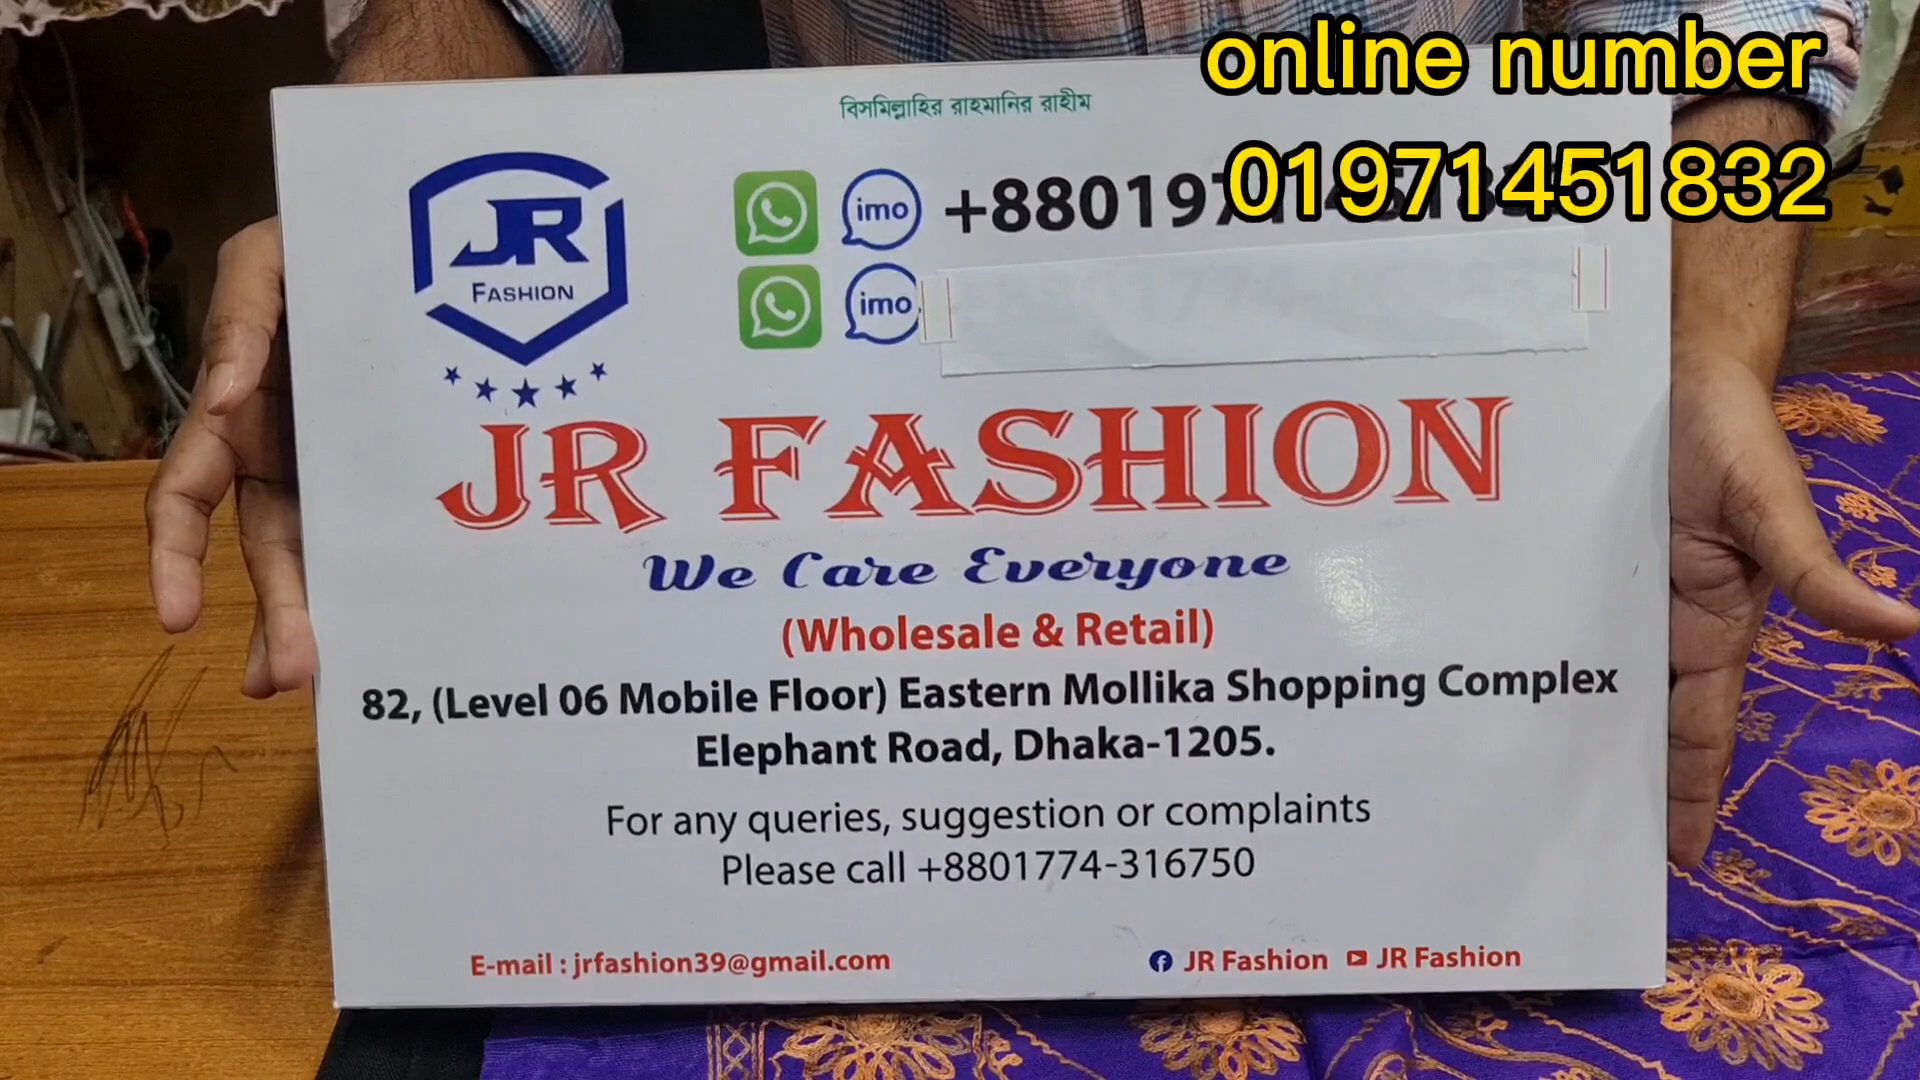 online number
01971451832
বিসমিল্লাহির রাহমানির রাহীম
JR
FASHION
imo
imo
JR FASHION
We Care Everyone
(Wholesale & Retail)
82, (Level 06 Mobile Floor) Eastern Mollika Shopping Complex
Elephant Road, Dhaka-1205.
For any queries, suggestion or complaints
Please call +8801774-316750
E-mail : jrfashion39@gmail.com
JR Fashion JR Fashion